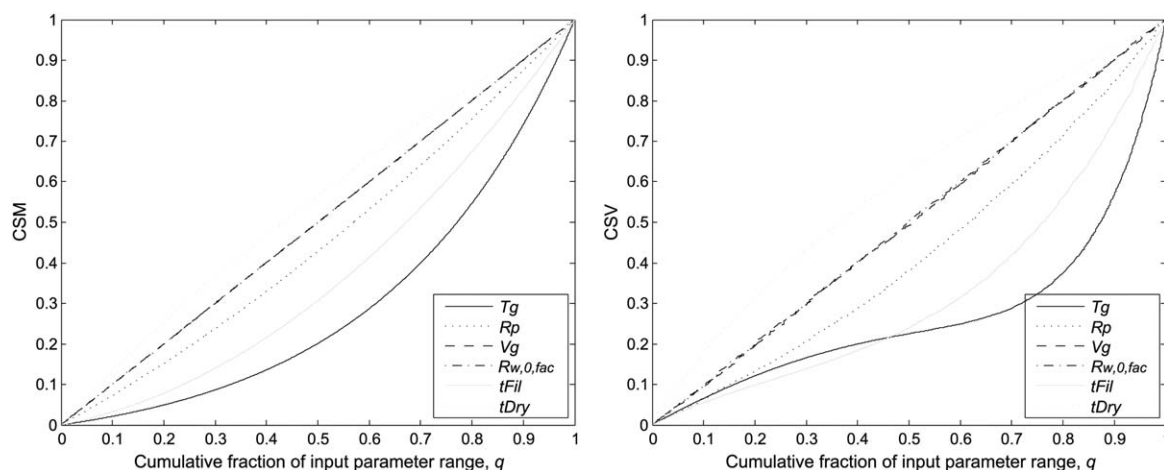 1
0.9
0.8
0.7
0.6
0.5
0.4
0.3
0.2
0.1
0
CSM
0 0.1 0.2 0.3 0.4 0.5 0.6 0.7 0.8 0.9 1
Cumulative fraction of input parameter range, q
Tg
Rp
Vg
Rw,0,fac
tFil
tDry
1
0.9
0.8
0.7
0.6
0.5
0.4
0.3
0.2
0.1
0
CSV
0 0.1 0.2 0.3 0.4 0.5 0.6 0.7 0.8 0.9
Cumulative fraction of input parameter range, q
Tg
Rp
Vg
Rw,0,fac
tFil
tDry